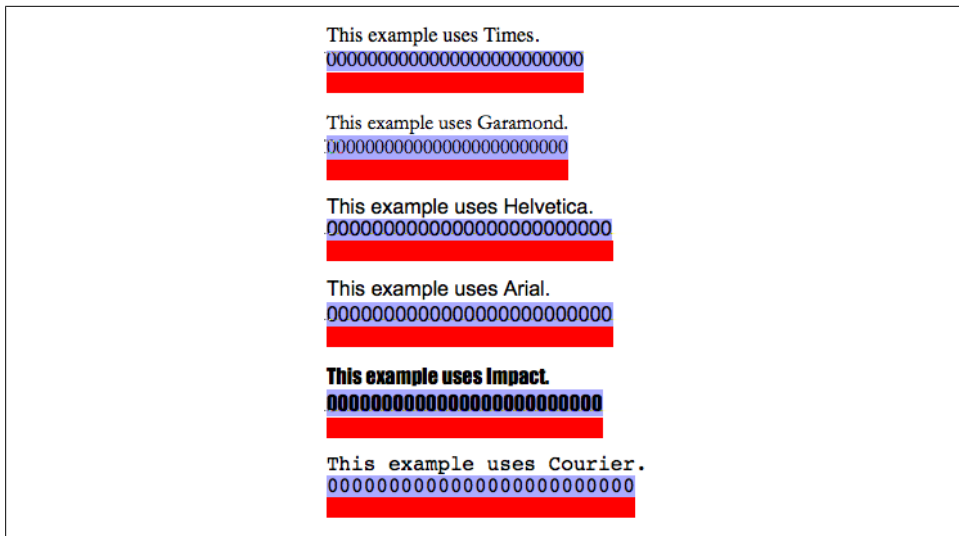 This example uses Times.
0000000000000000000000000
This example uses Garamond.
0000000000000000000000000
This example uses Helvetica.
0000000000000000000000000
This example uses Arial.
0000000000000000000000000
This example uses Impact.
0000000000000000000000000
This example uses Courier.
0000000000000000000000000